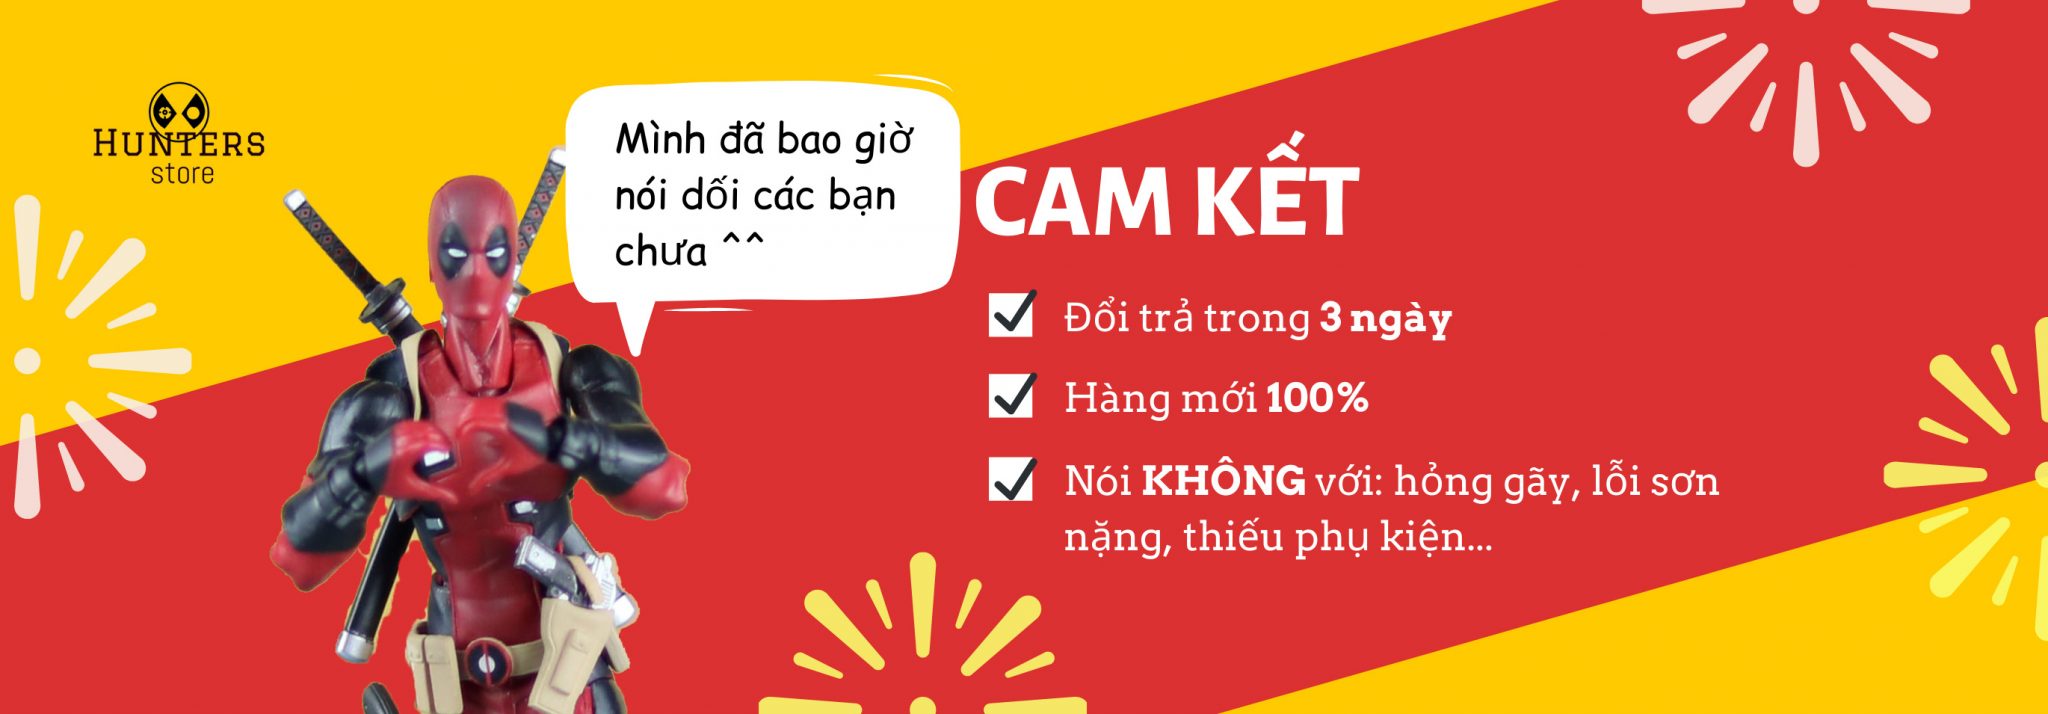 HUNTERS
store
Mình đã bao giờ
nói dối các bạn
chưa ^^
CAM KẾT
Đổi trả trong 3 ngày
Hàng mới 100%
Nói KHÔNG với: hỏng gãy, lỗi sơn
nặng, thiếu phụ kiện...